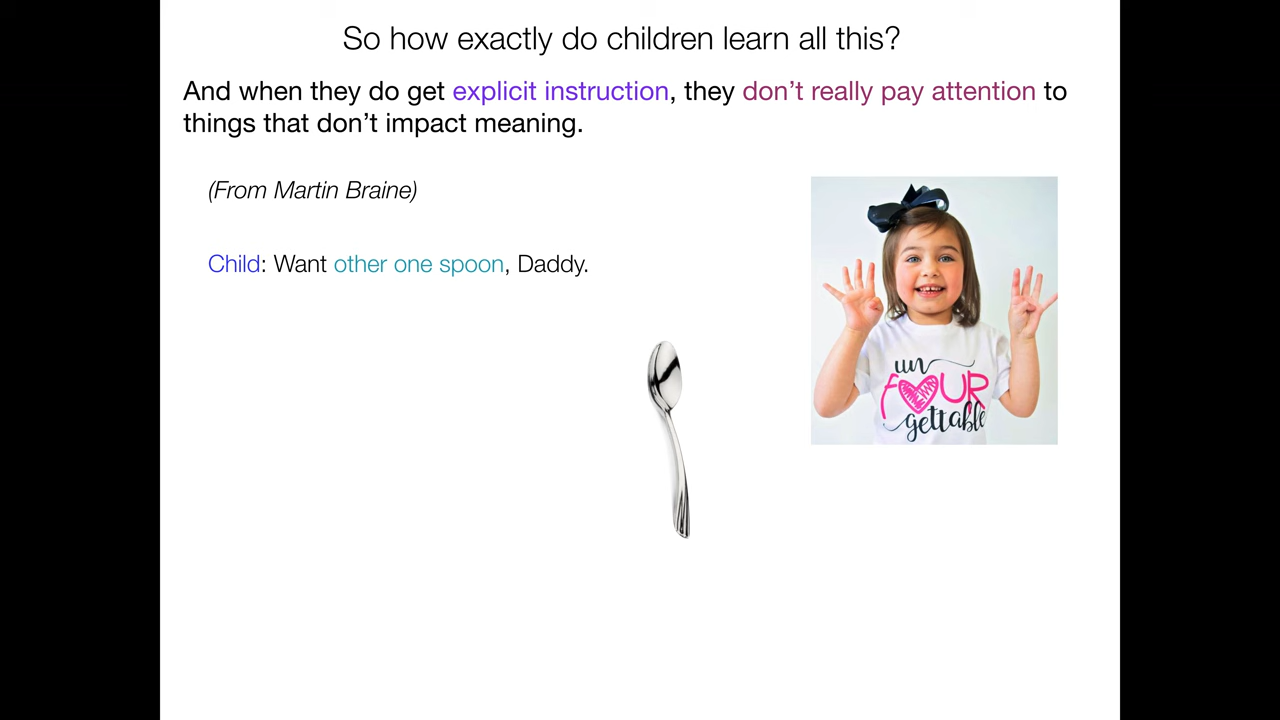 So how exactly do children learn all this?
And when they do get explicit instruction, they don’t really pay attention to
things that don’t impact meaning.
(From Martin Braine)
Child: Want other one spoon, Daddy.
un
FOUR
gettable